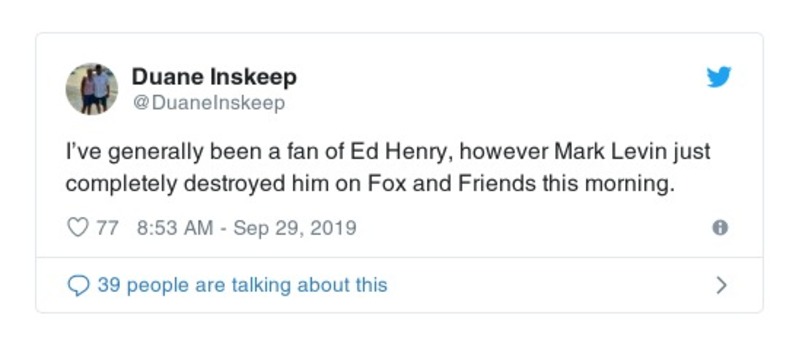 Duane Inskeep
@DuaneInskeep
I’ve generally been a fan of Ed Henry, however Mark Levin just
completely destroyed him on Fox and Friends this morning.
77 8:53 AM - Sep 29, 2019
39 people are talking about this